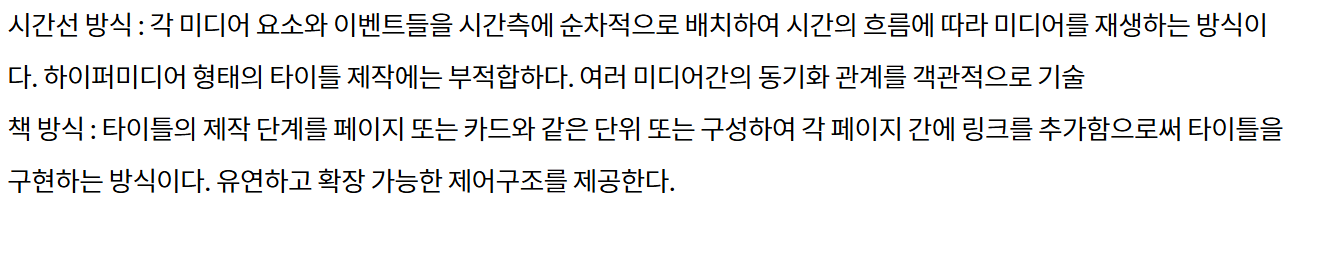 시간선 방식 : 각 미디어 요소와 이벤트들을 시간측에 순차적으로 배치하여 시간의 흐름에 따라 미디어를 재생하는 방식이
다. 하이퍼미디어 형태의 타이틀 제작에는 부적합하다. 여러 미디어간의 동기화 관계를 객관적으로 기술
책 방식 : 타이틀의 제작 단계를 페이지 또는 카드와 같은 단위 또는 구성하여 각 페이지 간에 링크를 추가함으로써 타이틀을
구현하는 방식이다. 유연하고 확장 가능한 제어구조를 제공한다.